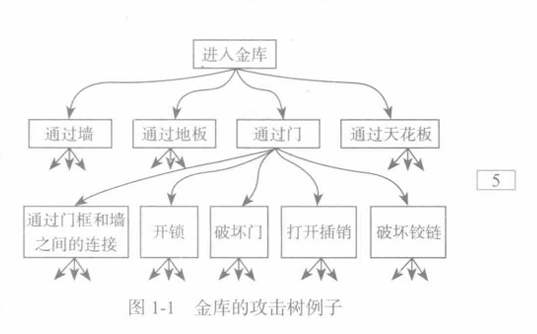 进入金库
通过墙
通过地板
通过门
通过天花板
5
通过门框和墙
之间的连接
开锁
破坏门
打开插销
破坏铰链
图 1-1 金库的攻击树例子